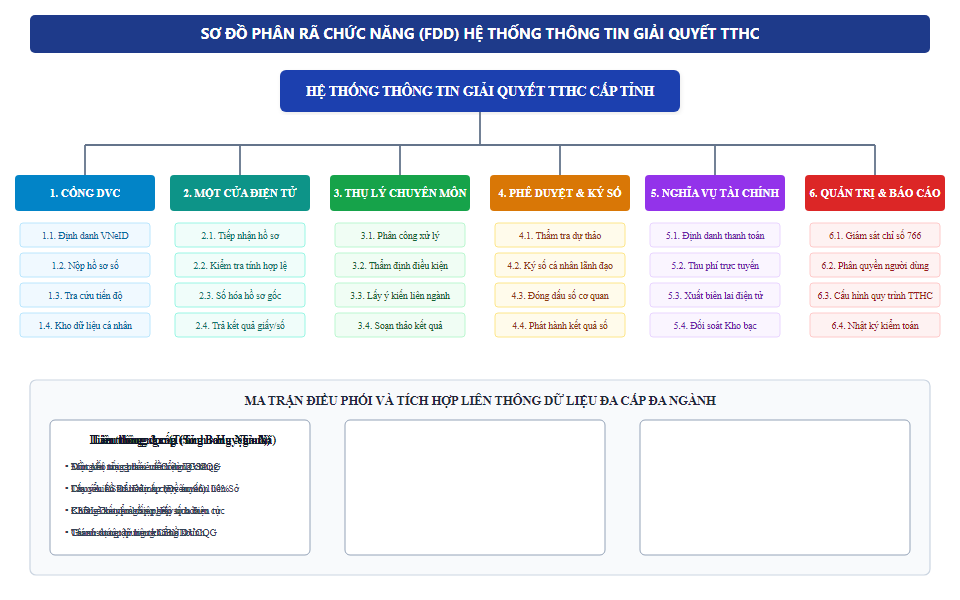 SƠ ĐỒ PHÂN RÃ CHỨC NĂNG (FDD) HỆ THỐNG THÔNG TIN GIẢI QUYẾT TTHC
HỆ THỐNG THÔNG TIN GIẢI QUYẾT TTHC CẤP TỈNH
1. CỔNG DVC
2. MỘT CỬA ĐIỆN TỬ
3. THỤ LÝ CHUYÊN MÔN
4. PHÊ DUYỆT & KÝ SỐ
5. NGHĨA VỤ TÀI CHÍNH
6. QUẢN TRỊ & BÁO CÁO
1.1. Định danh VNeID
1.2. Nộp hồ sơ số
1.3. Tra cứu tiến độ
1.4. Kho dữ liệu cá nhân
2.1. Tiếp nhận hồ sơ
2.2. Kiểm tra tính hợp lệ
2.3. Số hóa hồ sơ gốc
2.4. Trả kết quả giấy/số
3.1. Phân công xử lý
3.2. Thẩm định điều kiện
3.3. Lấy ý kiến liên ngành
3.4. Soạn thảo kết quả
4.1. Thẩm tra dự thảo
4.2. Ký số cá nhân lãnh đạo
4.3. Đóng dấu số cơ quan
4.4. Phát hành kết quả số
5.1. Định danh thanh toán
5.2. Thu phí trực tuyến
5.3. Xuất biên lai điện tử
5.4. Đối soát Kho bạc
6.1. Giám sát chỉ số 766
6.2. Phân quyền người dùng
6.3. Cấu hình quy trình TTHC
6.4. Nhật ký kiểm toán
MA TRẬN ĐIỀU PHỐI VÀ TÍCH HỢP LIÊN THÔNG DỮ LIỆU ĐA CẤP ĐA NGÀNH